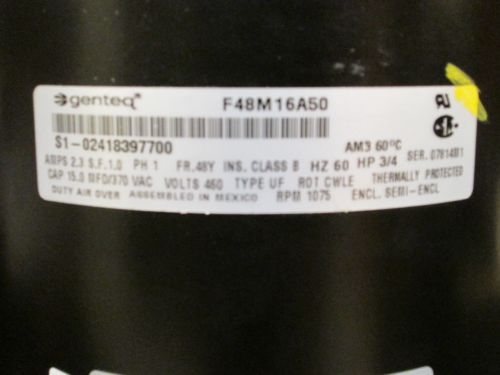 genteq F48M16A50
S1-02418397700 AM3 60°C
AMPS 2.3 S.F.1.0 PH 1 FR.48Y INS. CLASS B HZ 60 HP 3/4 SER.
CAP 15.0 MFD/370 VAC VOLTS 460 TYPE UF ROT CWLE THERMALLY PROTECTED
DUTY AIR OVER ASSEMBLED IN MEXICO RPM 1075 ENCL. SEMI-ENCL